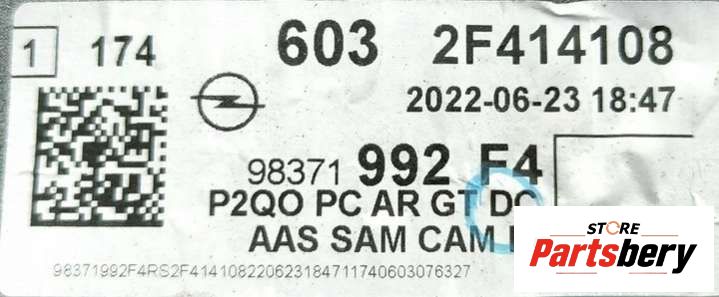 1 174 603 2F414108
2022-06-23 18:47
98371 992 F4
P2QO PC AR GT DC
AAS SAM CAM
98371992F4RS2F414108220623184711740603076327
STORE
Partsbery